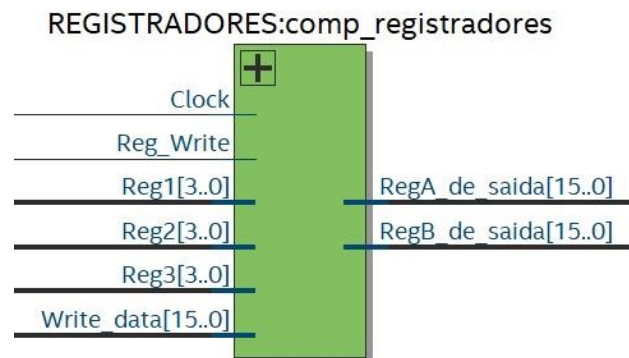 REGISTRADORES:comp_registradores
Clock
Reg_Write
Reg1[3..0]
RegA_de_saida[15..0]
Reg2[3..0]
RegB_de_saida[15..0]
Reg3[3..0]
Write_data[15..0]